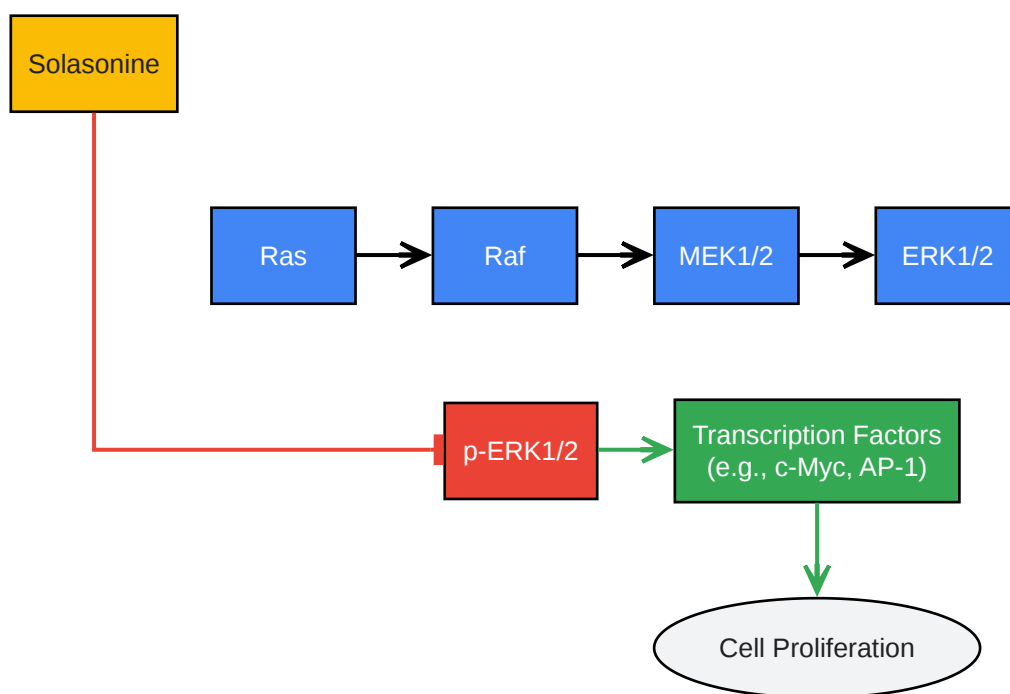 Solasonine
Ras
Raf
MEK1/2
ERK1/2
p-ERK1/2
Transcription Factors
(e.g., c-Myc, AP-1)
Cell Proliferation